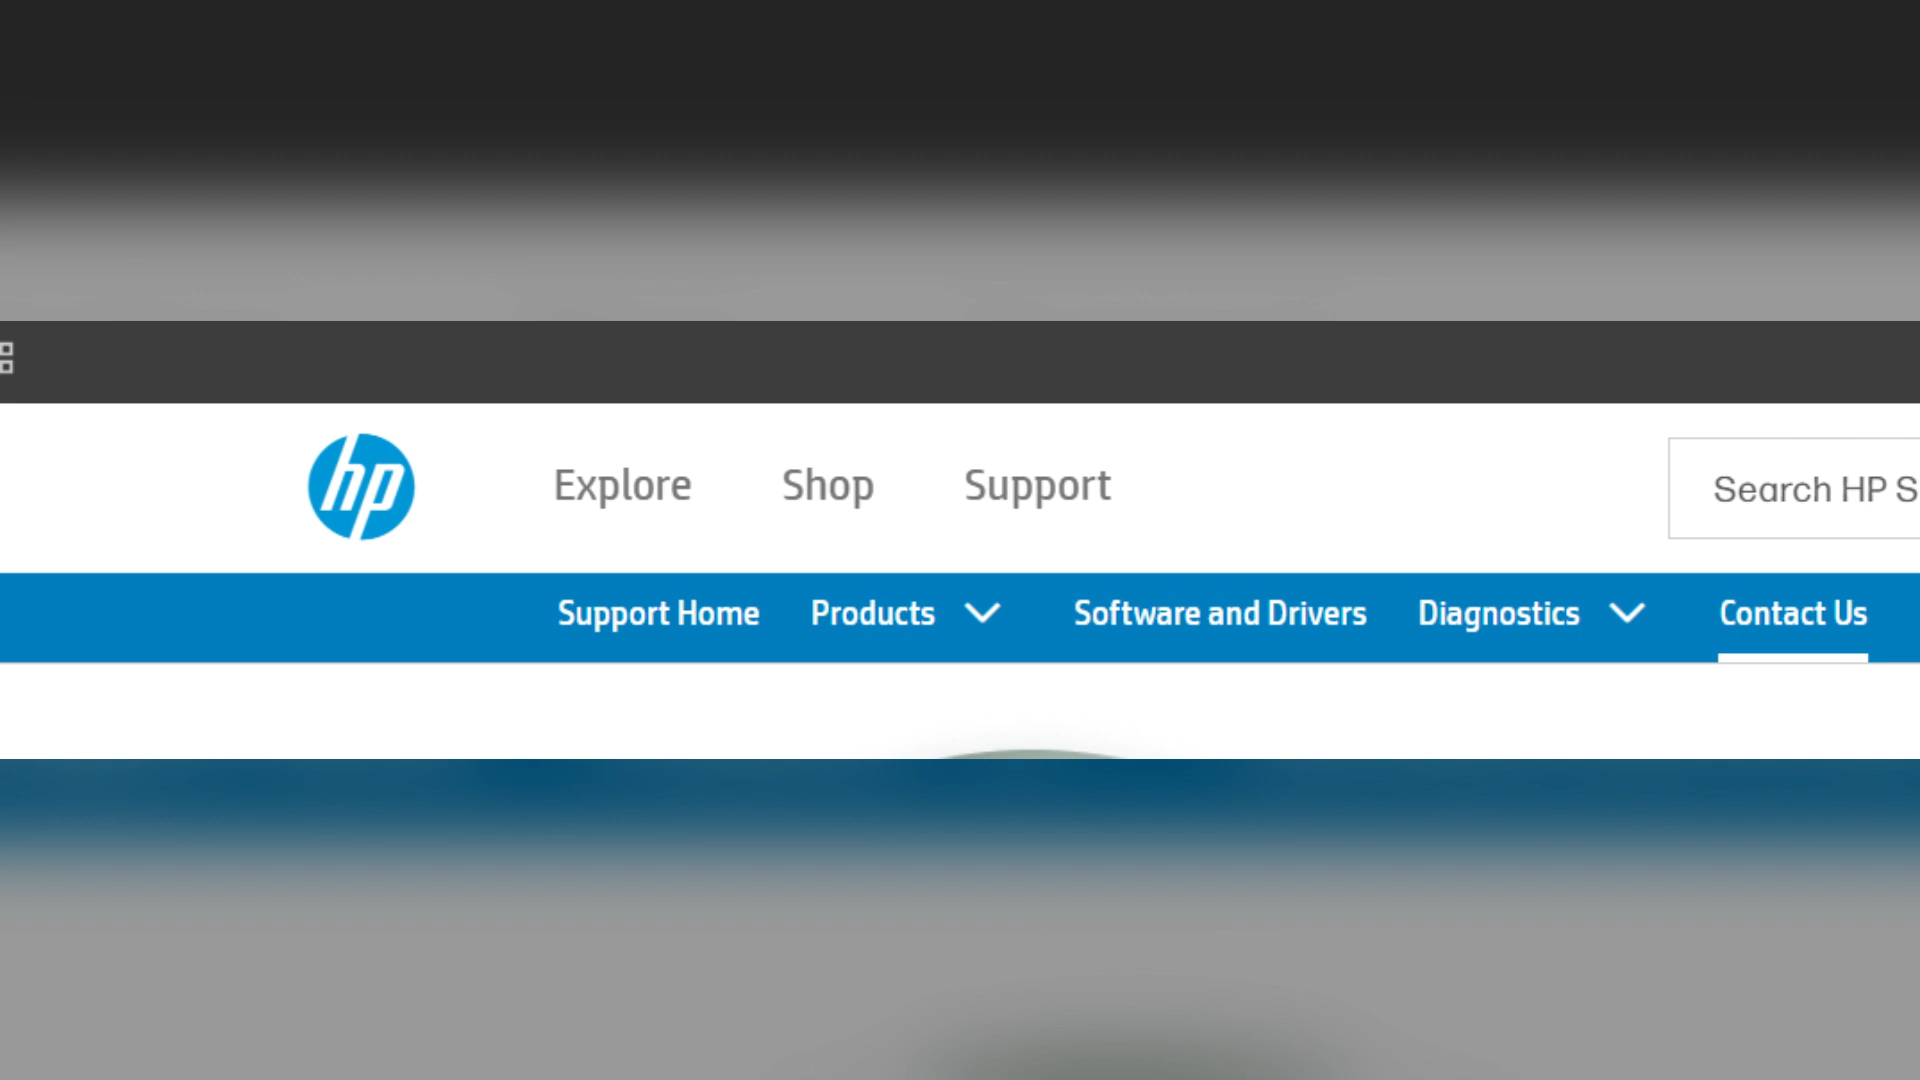 hp
Explore Shop Support
Search HP S
Support Home Products Software and Drivers Diagnostics Contact Us